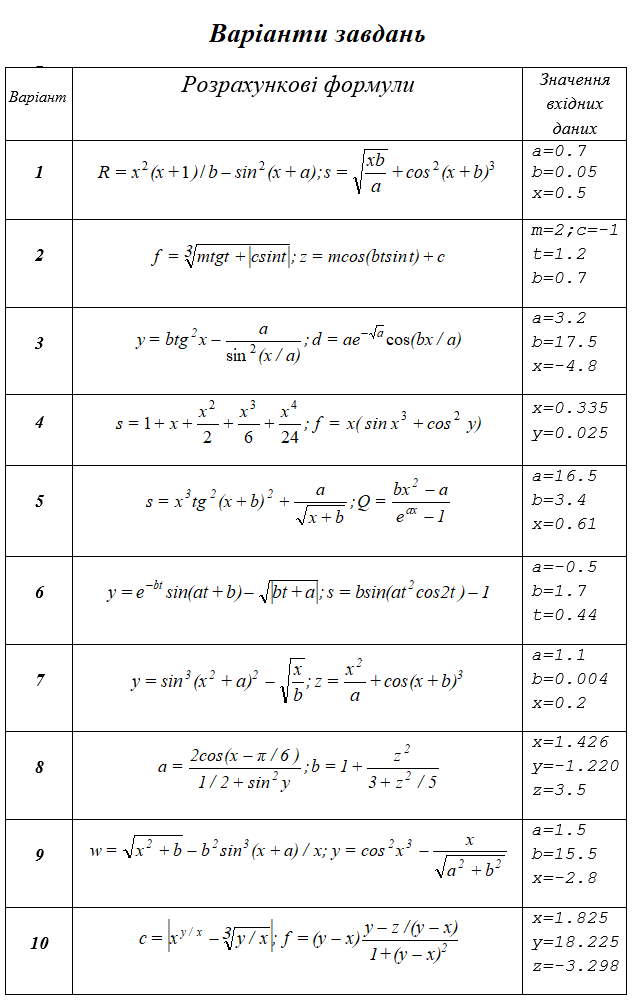 Варіанти завдань
Варіант Розрахункові формули Значення вхідних даних
1 R = x²(x+1)/b – sin²(x+a); s = √(xb/a) + cos²(x+b)³ a=0.7 b=0.05 x=0.5
2 f = ∛(mtgt + |csint|); z = mcos(btsint) + c m=2;c=-1 t=1.2 b=0.7
3 y = btg²x – a/sin²(x/a); d = ae^(–√a)cos(bx/a) a=3.2 b=17.5 x=-4.8
4 s = 1 + x + x²/2 + x³/6 + x⁴/24; f = x(sinx³ + cos²y) x=0.335 y=0.025
5 s = x³tg²(x+b)² + a/√(x+b); Q = (bx² – a)/(e^(ax) – 1) a=16.5 b=3.4 x=0.61
6 y = e^(–bt)sin(at+b) – √|bt+a|; s = bsin(at²cos2t) – 1 a=-0.5 b=1.7 t=0.44
7 y = sin³(x²+a)² – √(x/b); z = x²/a + cos(x+b)³ a=1.1 b=0.004 x=0.2
8 a = 2cos(x – π/6)/(1/2 + sin²y); b = 1 + z²/(3 + z²/5) x=1.426 y=-1.220 z=3.5
9 w = √(x²+b) – b²sin³(x+a)/x; y = cos²x³ – x/√(a²+b²) a=1.5 b=15.5 x=-2.8
10 c = |x^(y/x) – ∛(y/x)|; f = (y–x)(y – z/(y–x))/(1+(y–x)²) x=1.825 y=18.225 z=-3.298